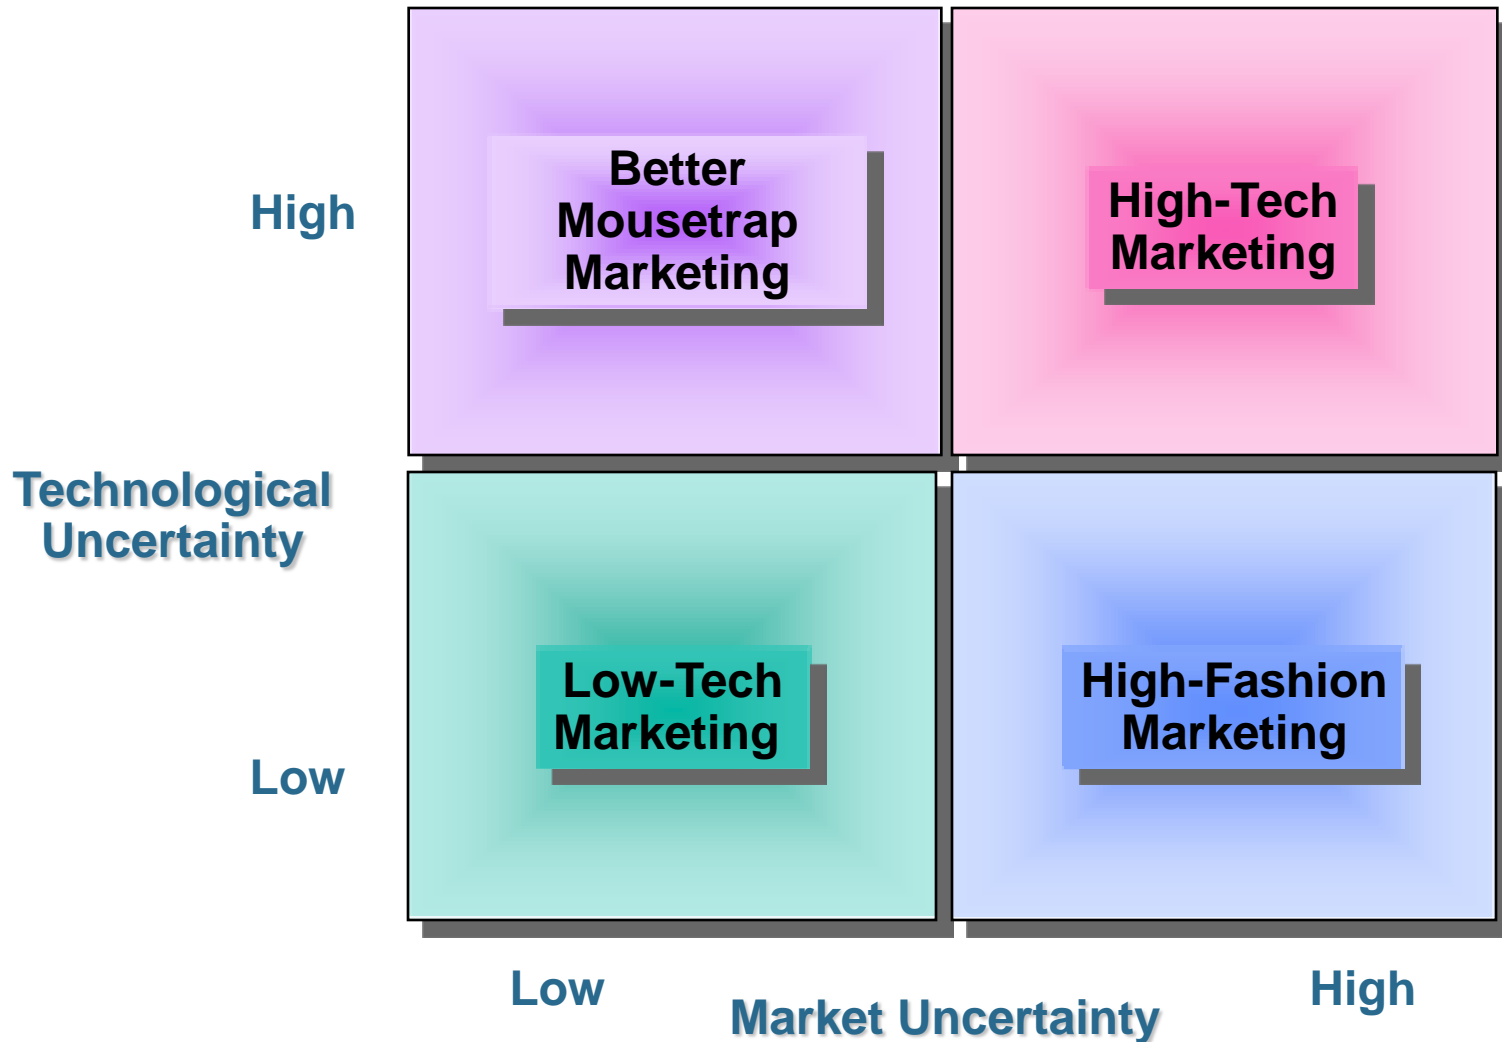 Better
Mousetrap
Marketing
High-Tech
Marketing
High
Technological
Uncertainty
Low-Tech
Marketing
High-Fashion
Marketing
Low
Low
High
Market Uncertainty